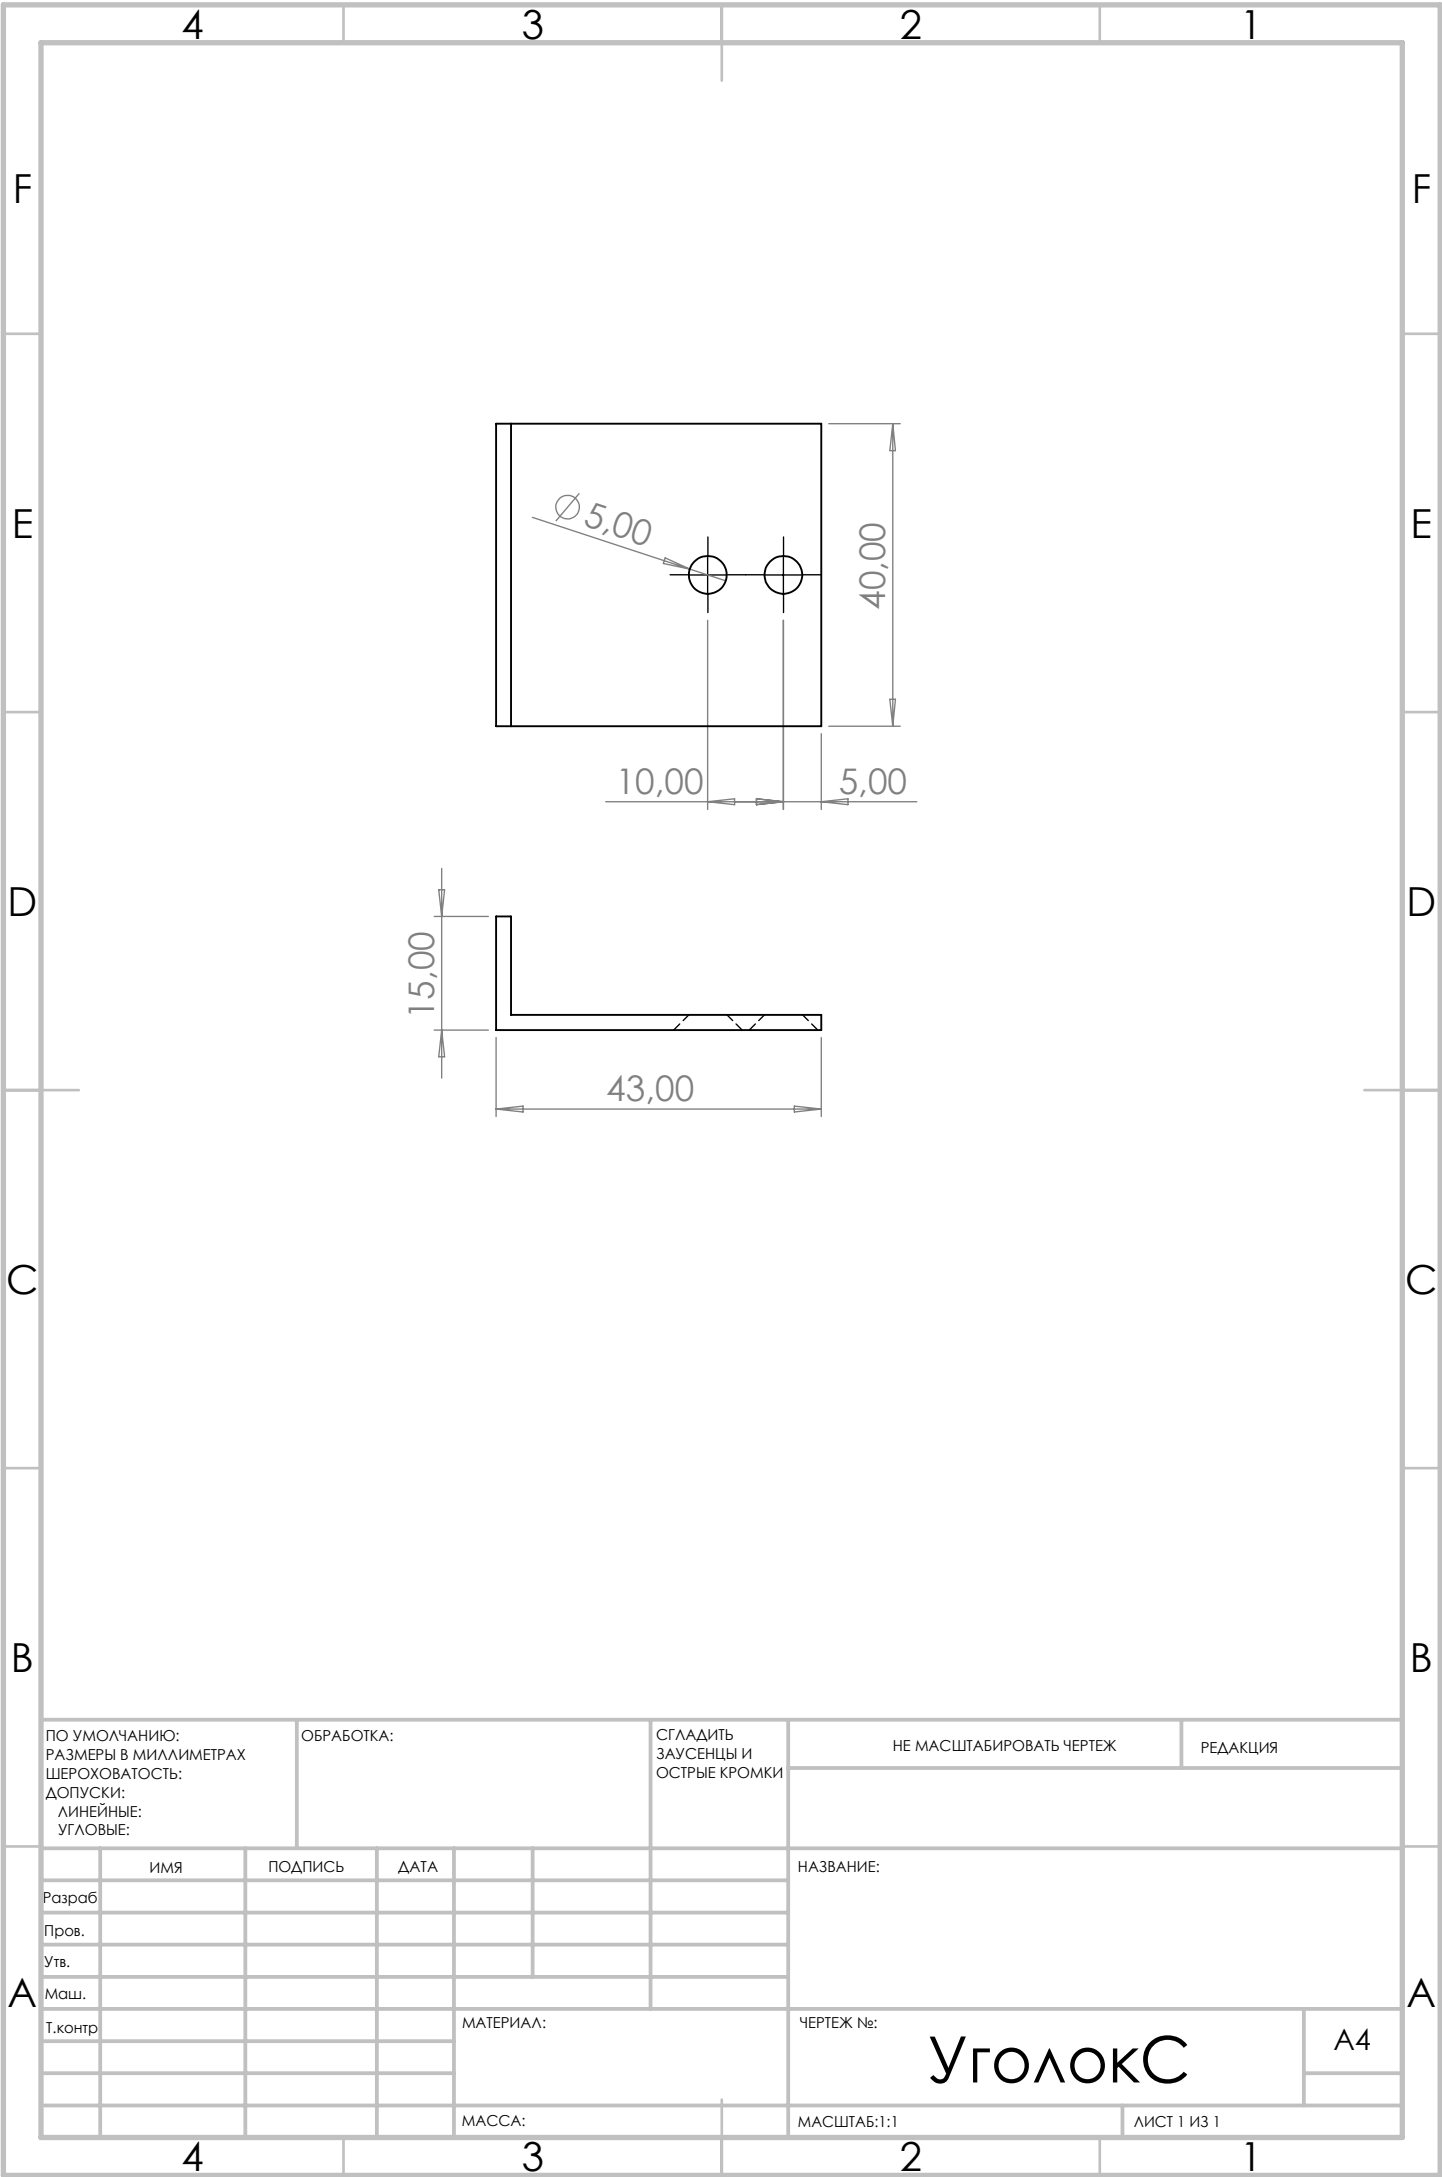 4 3 2 1
F F
E E
D D
C C
B B
A A
∅5,00
40,00
10,00 5,00
15,00
43,00
ПО УМОЛЧАНИЮ:
РАЗМЕРЫ В МИЛЛИМЕТРАХ
ШЕРОХОВАТОСТЬ:
ДОПУСКИ:
ЛИНЕЙНЫЕ:
УГЛОВЫЕ:
ОБРАБОТКА:
СГЛАДИТЬ
ЗАУСЕНЦЫ И
ОСТРЫЕ КРОМКИ
НЕ МАСШТАБИРОВАТЬ ЧЕРТЕЖ
РЕДАКЦИЯ
ИМЯ ПОДПИСЬ ДАТА
Разраб
Пров.
Утв.
Маш.
Т.контр
НАЗВАНИЕ:
МАТЕРИАЛ:
ЧЕРТЕЖ №:
УголокС
A4
МАССА:
МАСШТАБ:1:1
ЛИСТ 1 ИЗ 1
4 3 2 1